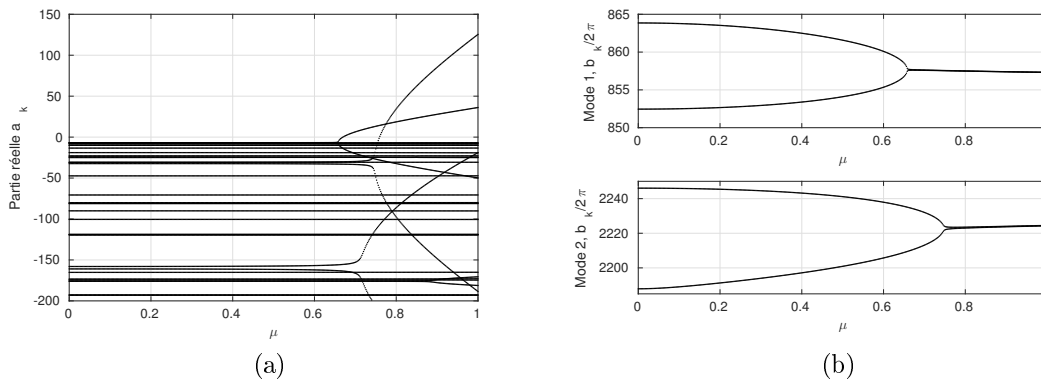 150
100
50
0
-50
-100
-150
-200
Partie réelle a k
0 0.2 0.4 0.6 0.8 1
μ
(a)
865
860
855
850
Mode 1, b k/2 π
0 0.2 0.4 0.6 0.8
μ
2240
2220
2200
Mode 2, b k/2 π
0 0.2 0.4 0.6 0.8
μ
(b)